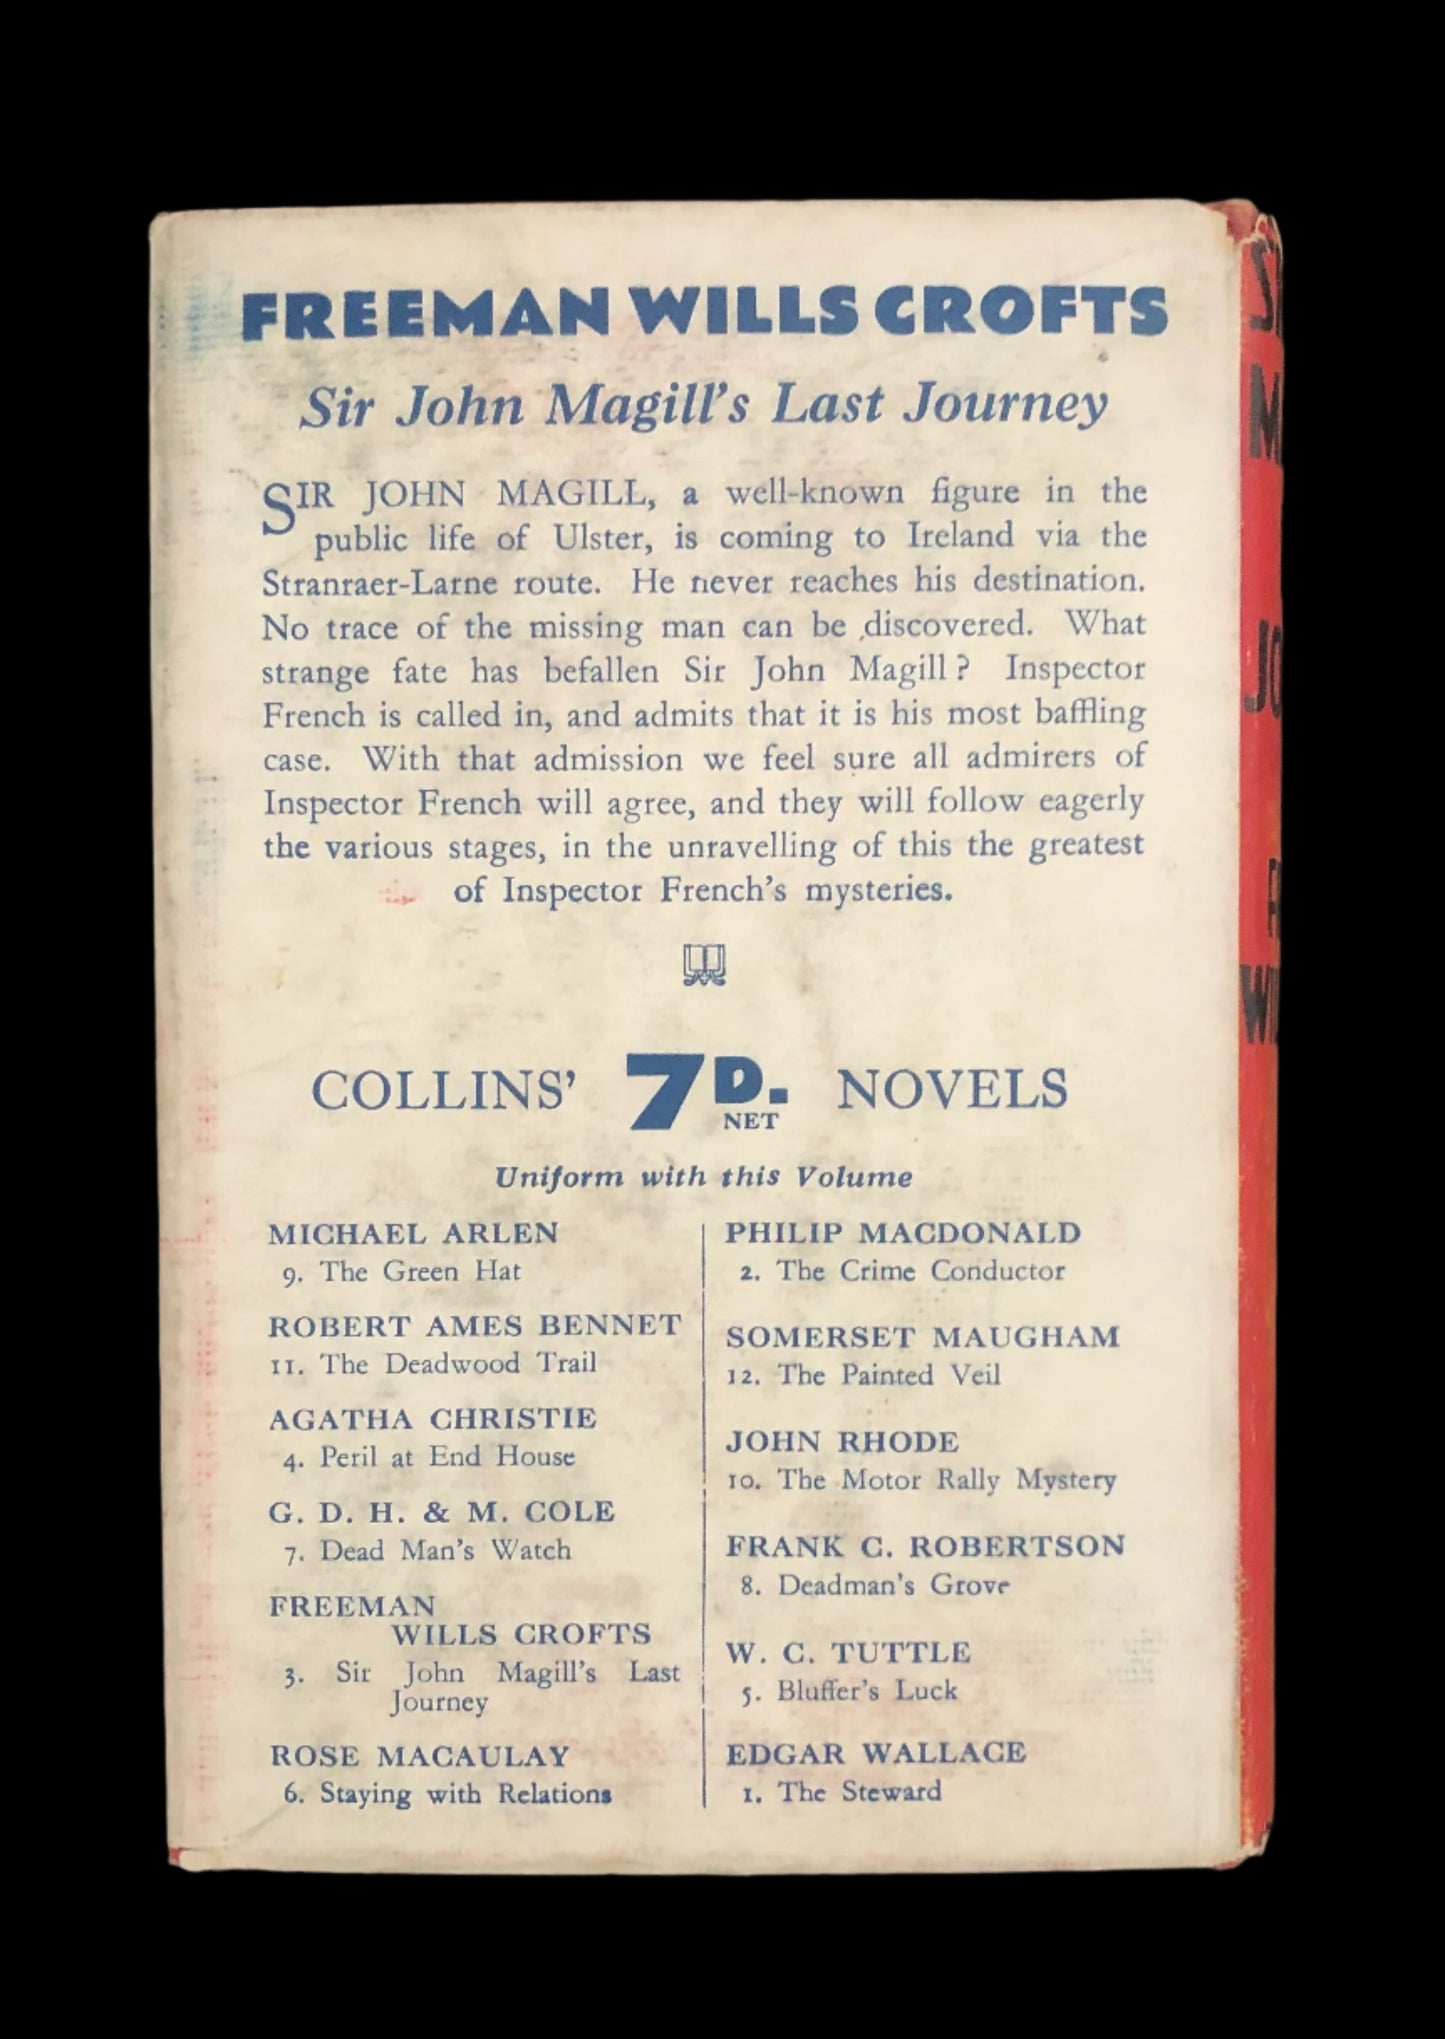 FREEMAN WILLS CROFTS
Sir John Magill's Last Journey
SIR JOHN MAGILL, a well-known figure in the
public life of Ulster, is coming to Ireland via the
Stranraer-Larne route. He never reaches his destination.
No trace of the missing man can be discovered. What
strange fate has befallen Sir John Magill? Inspector
French is called in, and admits that it is his most baffling
case. With that admission we feel sure all admirers of
Inspector French will agree, and they will follow eagerly
the various stages, in the unravelling of this the greatest
of Inspector French's mysteries.
COLLINS' 7D. NOVELS
NET
Uniform with this Volume
MICHAEL ARLEN
9. The Green Hat
ROBERT AMES BENNET
11. The Deadwood Trail
AGATHA CHRISTIE
4. Peril at End House
G. D. H. & M. COLE
7. Dead Man's Watch
FREEMAN
WILLS CROFTS
3. Sir John Magill's Last
Journey
ROSE MACAULAY
6. Staying with Relations
PHILIP MACDONALD
2. The Crime Conductor
SOMERSET MAUGHAM
12. The Painted Veil
JOHN RHODE
10. The Motor Rally Mystery
FRANK C. ROBERTSON
8. Deadman's Grove
W. C. TUTTLE
5. Bluffer's Luck
EDGAR WALLACE
1. The Steward